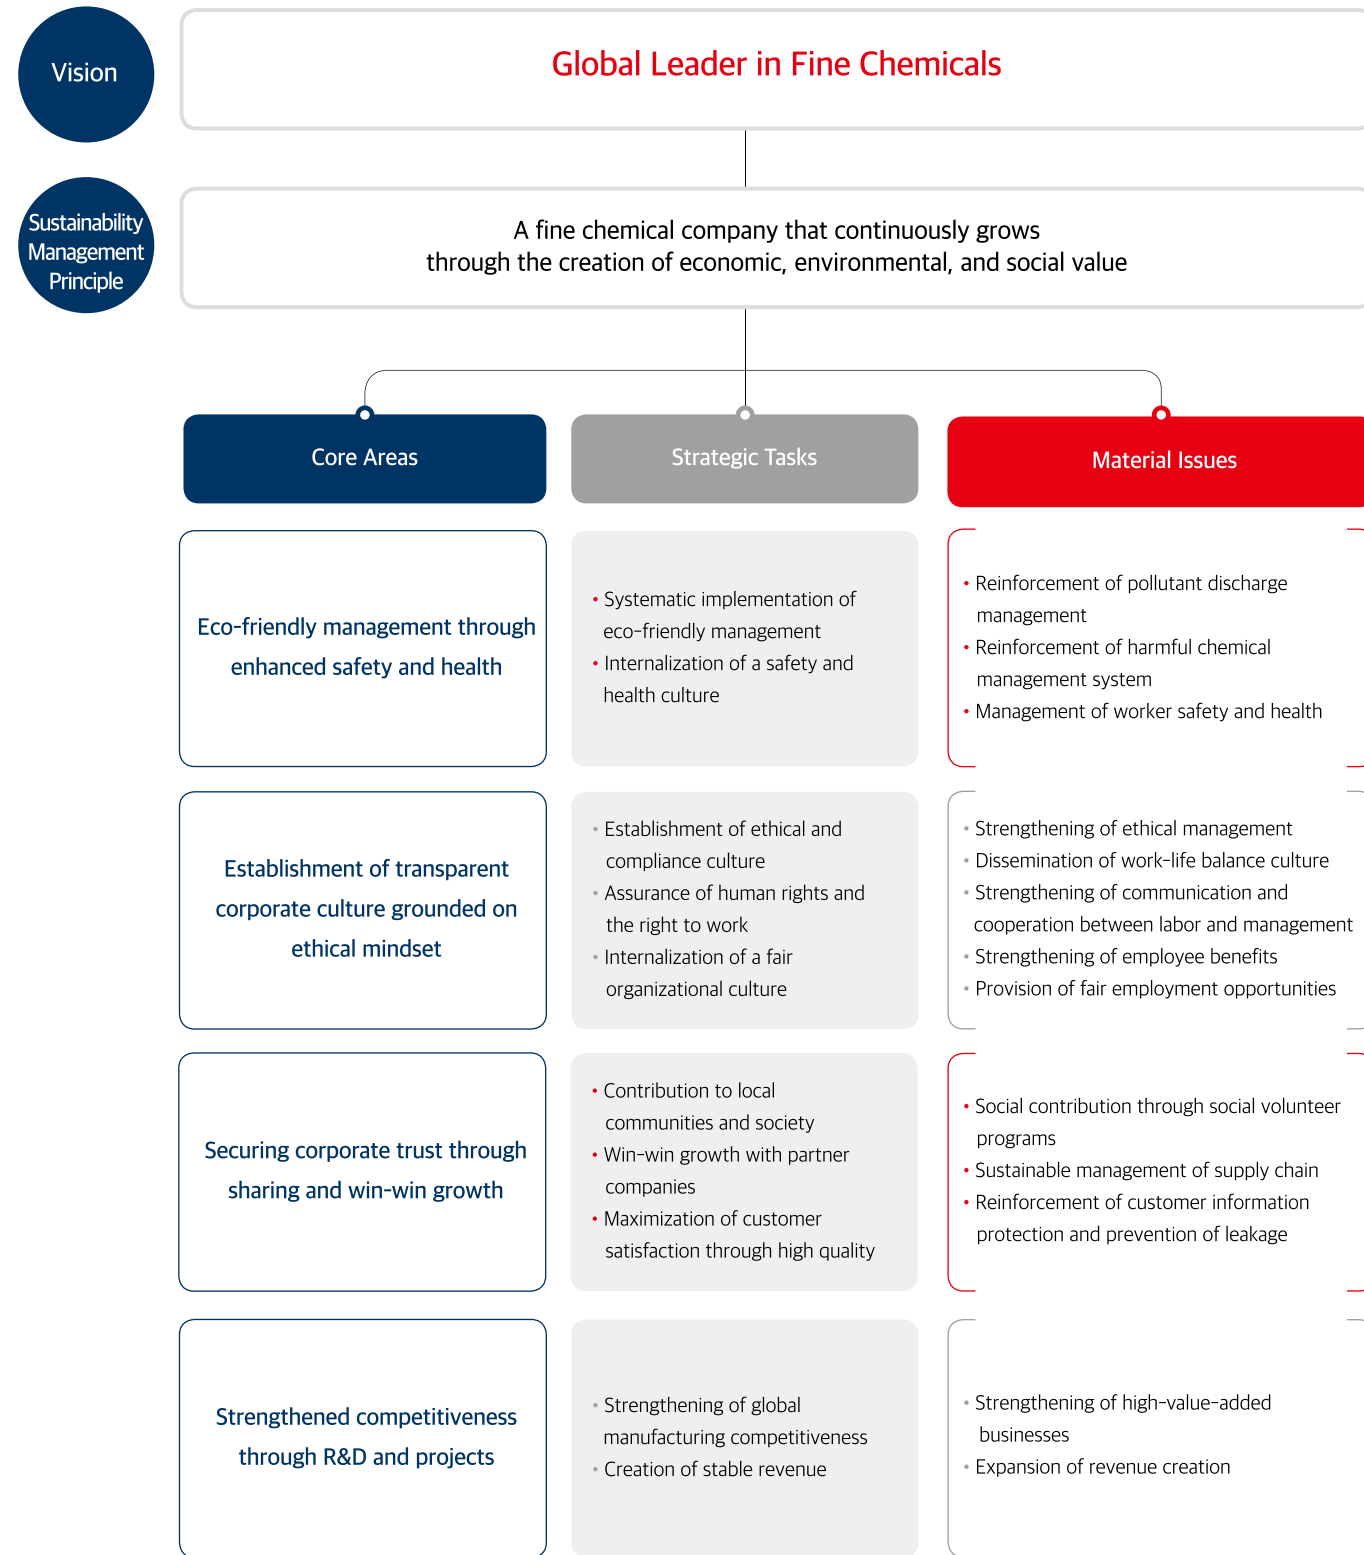 Vision
Global Leader in Fine Chemicals
Sustainability
Management
Principle
A fine chemical company that continuously grows
through the creation of economic, environmental, and social value
Core Areas
Strategic Tasks
Material Issues
Eco-friendly management through
enhanced safety and health
• Systematic implementation of
eco-friendly management
• Internalization of a safety and
health culture
• Reinforcement of pollutant discharge
management
• Reinforcement of harmful chemical
management system
• Management of worker safety and health
Establishment of transparent
corporate culture grounded on
ethical mindset
• Establishment of ethical and
compliance culture
• Assurance of human rights and
the right to work
• Internalization of a fair
organizational culture
• Strengthening of ethical management
• Dissemination of work-life balance culture
• Strengthening of communication and
cooperation between labor and management
• Strengthening of employee benefits
• Provision of fair employment opportunities
Securing corporate trust through
sharing and win-win growth
• Contribution to local
communities and society
• Win-win growth with partner
companies
• Maximization of customer
satisfaction through high quality
• Social contribution through social volunteer
programs
• Sustainable management of supply chain
• Reinforcement of customer information
protection and prevention of leakage
Strengthened competitiveness
through R&D and projects
• Strengthening of global
manufacturing competitiveness
• Creation of stable revenue
• Strengthening of high-value-added
businesses
• Expansion of revenue creation